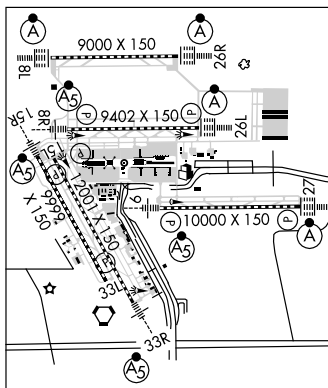 A
A
9000 X 150
8L
26R
A5
A
P
9402 X 150
P
8R
26L
15R
A5
P
P
12001 X 150
9999
X 150
9
27
P
10000 X 150
P
A
A5
33L
33R
A5